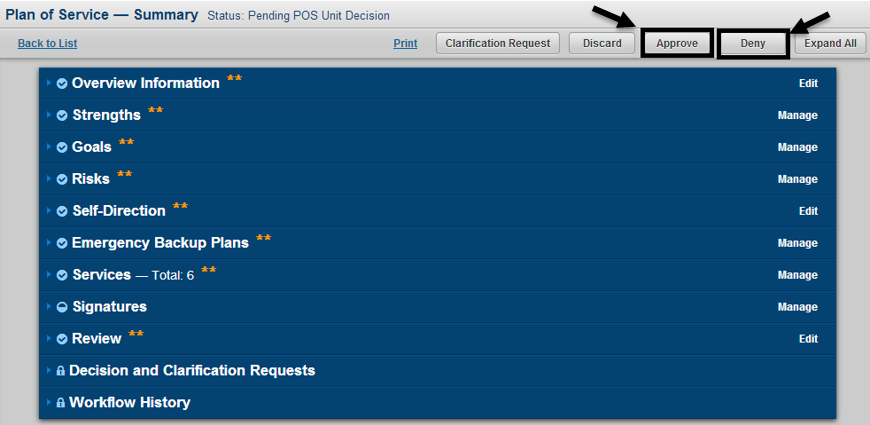 Plan of Service — Summary Status: Pending POS Unit Decision
Back to List Print Clarification Request Discard Approve Deny Expand All
Overview Information ** Edit
Strengths ** Manage
Goals ** Manage
Risks ** Manage
Self-Direction ** Edit
Emergency Backup Plans ** Manage
Services — Total: 6 ** Manage
Signatures Manage
Review ** Edit
Decision and Clarification Requests
Workflow History